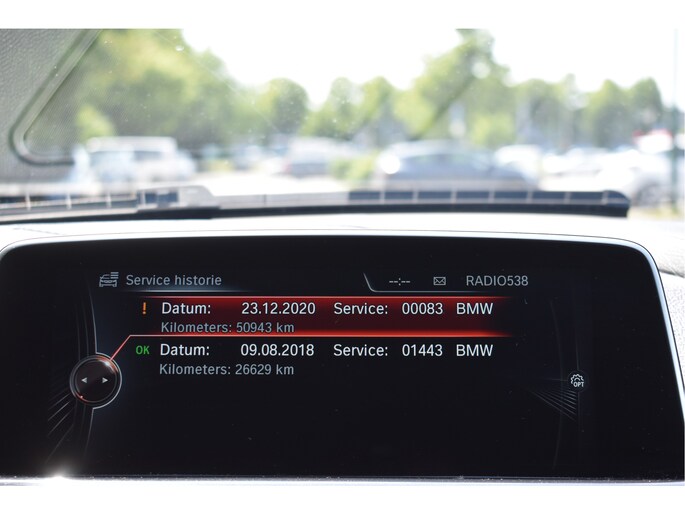 Service historie --:-- RADIO538
! Datum: 23.12.2020 Service: 00083 BMW
Kilometers: 50943 km
OK Datum: 09.08.2018 Service: 01443 BMW
Kilometers: 26629 km
OPT